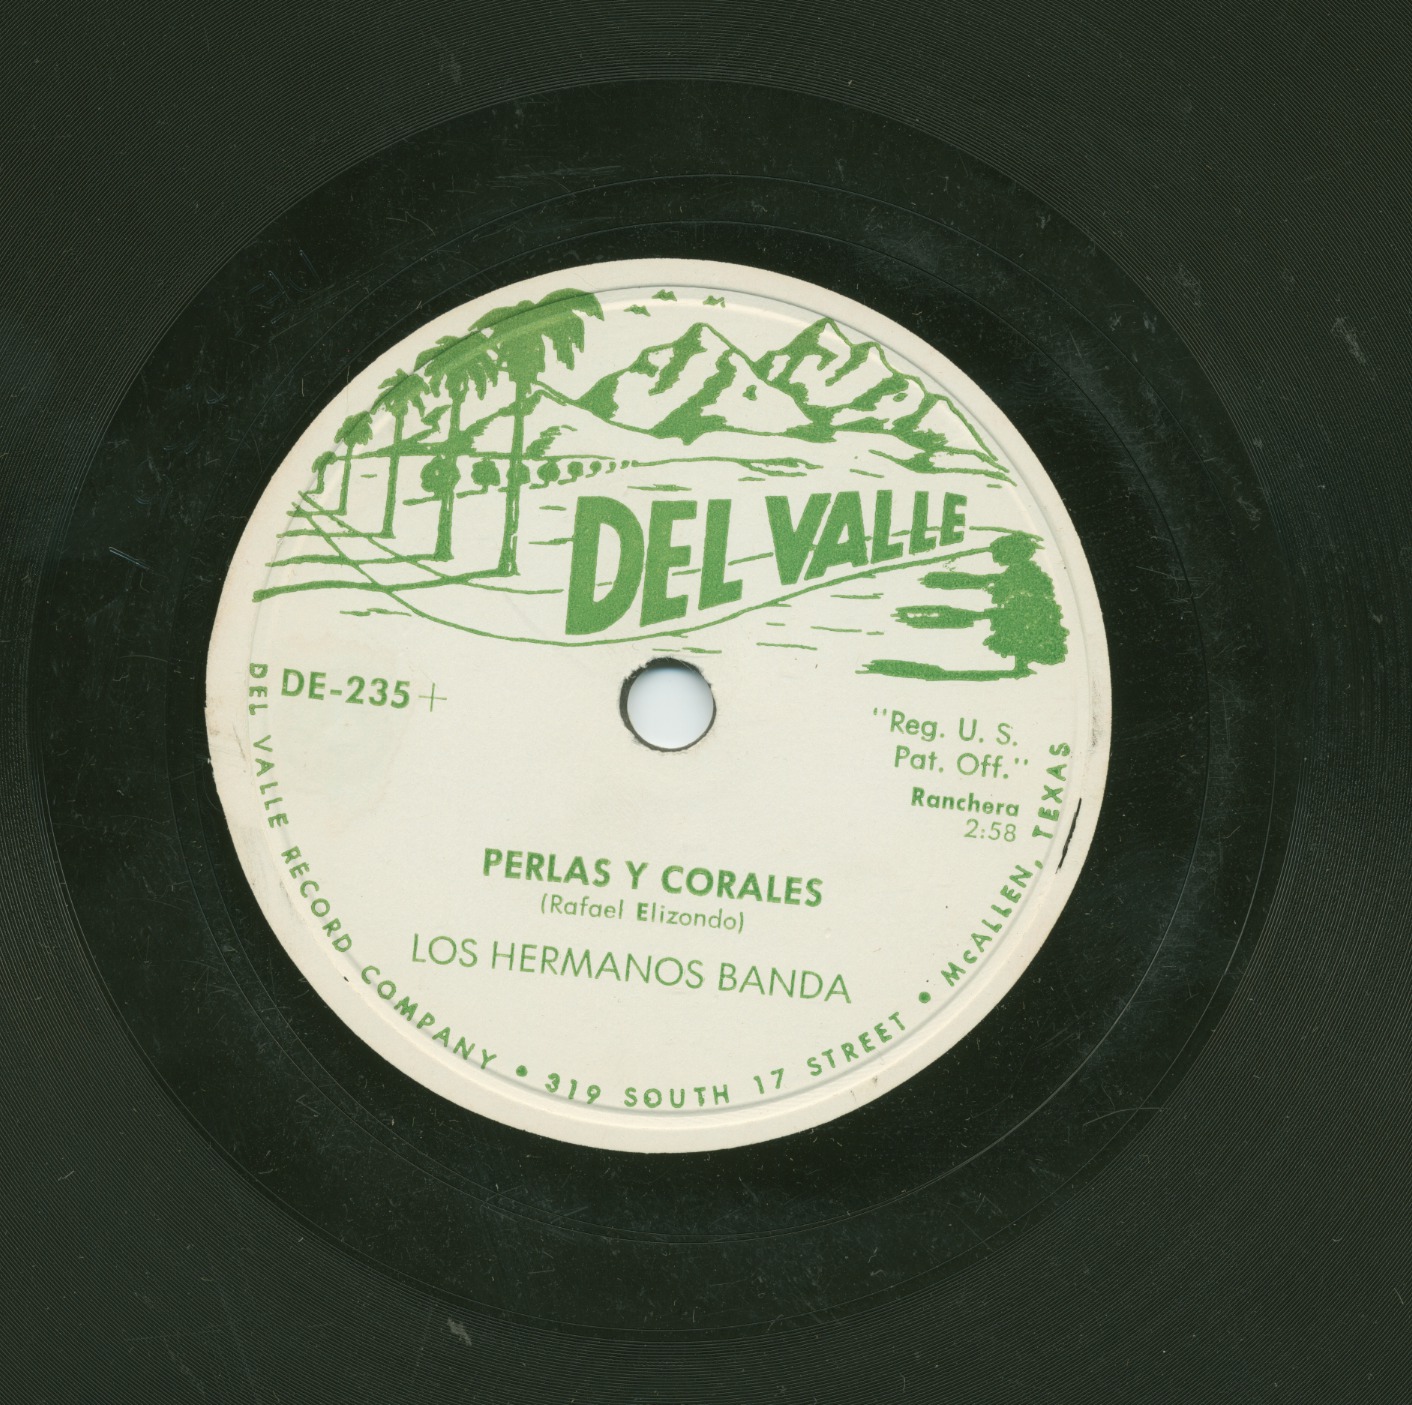 DEL VALLE
DE-235+
"Reg. U. S.
Pat. Off."
Ranchera
2:58
PERLAS Y CORALES
(Rafael Elizondo)
LOS HERMANOS BANDA
DEL VALLE RECORD COMPANY • 319 SOUTH 17 STREET • McALLEN, TEXAS